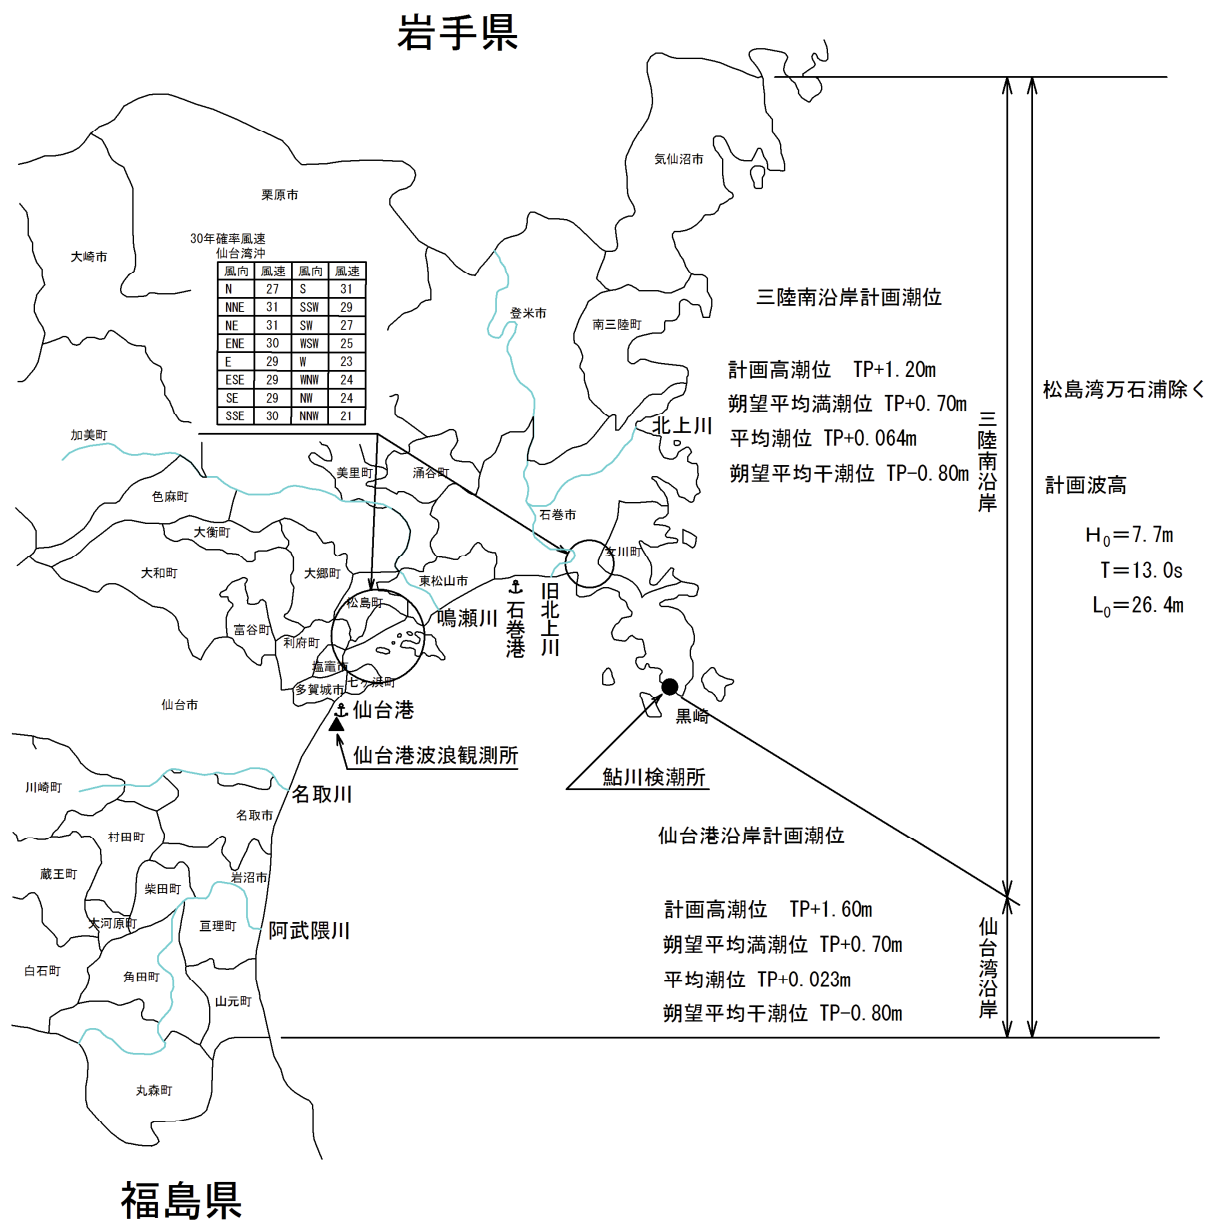 岩手県
気仙沼市
栗原市
大崎市
30年確率風速
仙台湾沖
風向 風速 風向 風速
N 27 S 31
NNE 31 SSW 29
NE 31 SW 27
ENE 30 WSW 25
E 29 W 23
ESE 29 WNW 24
SE 29 NW 24
SSE 30 NNW 21
登米市
南三陸町
三陸南沿岸計画潮位
計画高潮位 TP+1.20m
朔望平均満潮位 TP+0.70m
平均潮位 TP+0.064m
朔望平均干潮位 TP-0.80m
三陸南沿岸
松島湾万石浦除く
計画波高
H₀=7.7m
T=13.0s
L₀=26.4m
北上川
加美町
美里町
涌谷町
色麻町
石巻市
大衡町
女川町
大和町
大郷町
東松山市
松島町
鳴瀬川
石巻港
旧北上川
富谷町
利府町
塩竈市
七ヶ浜町
多賀城市
仙台市
仙台港
黒崎
仙台港波浪観測所
鮎川検潮所
川崎町
名取川
名取市
村田町
仙台港沿岸計画潮位
蔵王町
柴田町
岩沼市
大河原町
亘理町
阿武隈川
計画高潮位 TP+1.60m
朔望平均満潮位 TP+0.70m
平均潮位 TP+0.023m
朔望平均干潮位 TP-0.80m
仙台湾沿岸
白石町
角田町
山元町
丸森町
福島県